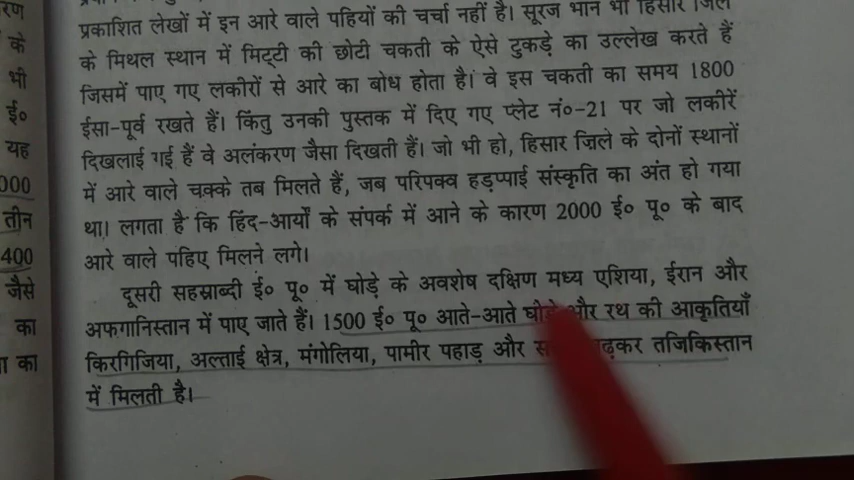 प्रकाशित लेखों में इन आरे वाले पहियों की चर्चा नहीं है। सूरज भान भी हिसार जिले
के मिथल स्थान में मिट्टी की छोटी चकती के ऐसे टुकड़े का उल्लेख करते हैं
जिसमें पाए गए लकीरों से आरे का बोध होता है। वे इस चकती का समय 1800
ईसा-पूर्व रखते हैं। किंतु उनकी पुस्तक में दिए गए प्लेट नं०-21 पर जो लकीरें
दिखलाई गई हैं वे अलंकरण जैसा दिखती हैं। जो भी हो, हिसार ज़िले के दोनों स्थानों
में आरे वाले चक्के तब मिलते हैं, जब परिपक्व हड़प्पाई संस्कृति का अंत हो गया
था। लगता है कि हिंद-आर्यों के संपर्क में आने के कारण 2000 ई० पू० के बाद
आरे वाले पहिए मिलने लगे।
दूसरी सहस्राब्दी ई० पू० में घोड़े के अवशेष दक्षिण मध्य एशिया, ईरान और
अफगानिस्तान में पाए जाते हैं। 1500 ई० पू० आते-आते घोड़े और रथ की आकृतियाँ
किरगिजिया, अल्ताई क्षेत्र, मंगोलिया, पामीर पहाड़ और तजिकिस्तान
में मिलती है।
रण
के
भी
ई०
यह
000
तीन
400
जैसे
का
का